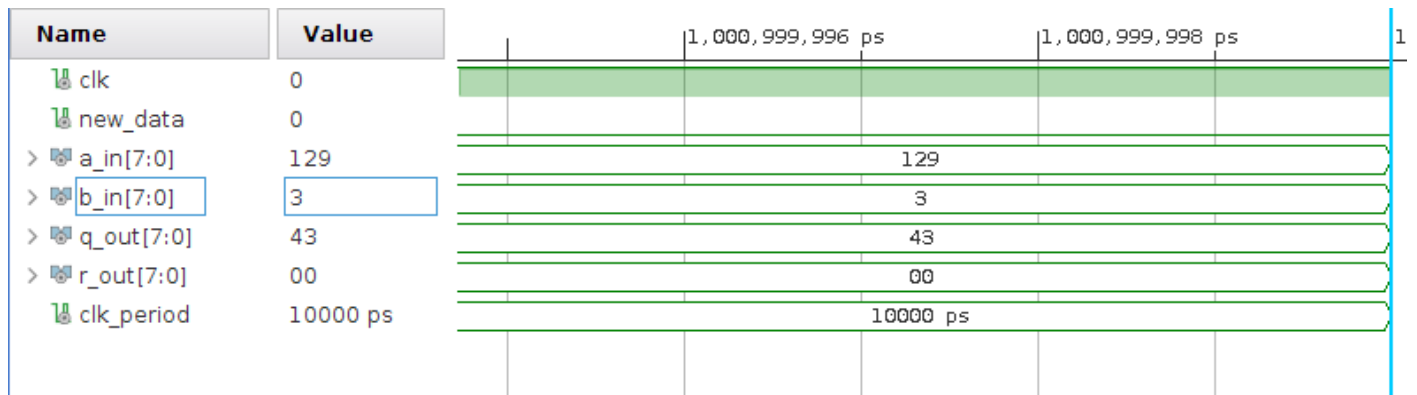 Name Value
1,000,999,996 ps 1,000,999,998 ps 1
clk 0
new_data 0
> a_in[7:0] 129 129
> b_in[7:0] 3 3
> q_out[7:0] 43 43
> r_out[7:0] 00 00
clk_period 10000 ps 10000 ps